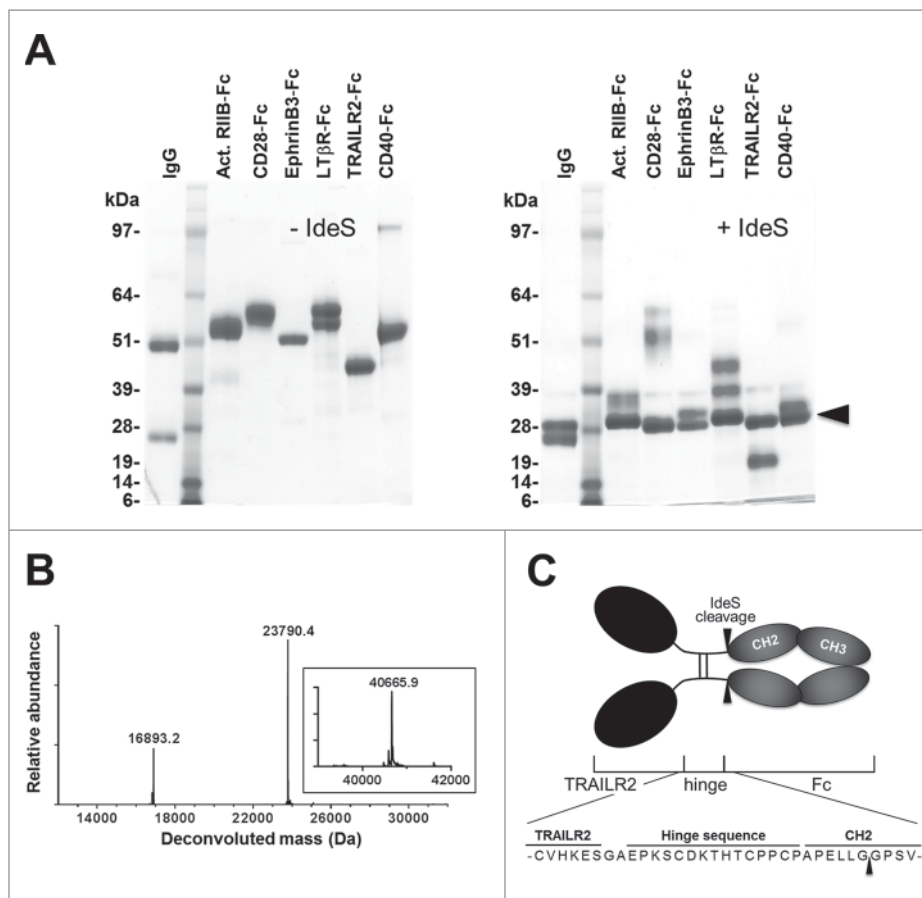 A
IgG
Act. RIIB-Fc
CD28-Fc
EphrinB3-Fc
LTβR-Fc
TRAILR2-Fc
CD40-Fc
kDa
97-
64-
51-
39-
28-
19-
14-
6-
- IdeS
IgG
Act. RIIB-Fc
CD28-Fc
EphrinB3-Fc
LTβR-Fc
TRAILR2-Fc
CD40-Fc
kDa
97-
64-
51-
39-
28-
19-
14-
6-
+ IdeS
B
Relative abundance
23790.4
16893.2
40665.9
40000 42000
14000 18000 22000 26000 30000
Deconvoluted mass (Da)
C
IdeS
cleavage
CH2 CH3
TRAILR2 hinge Fc
TRAILR2 Hinge sequence CH2
-CVHKESGAEPKSCDKTHTCPPCPAPELLGGPSV-